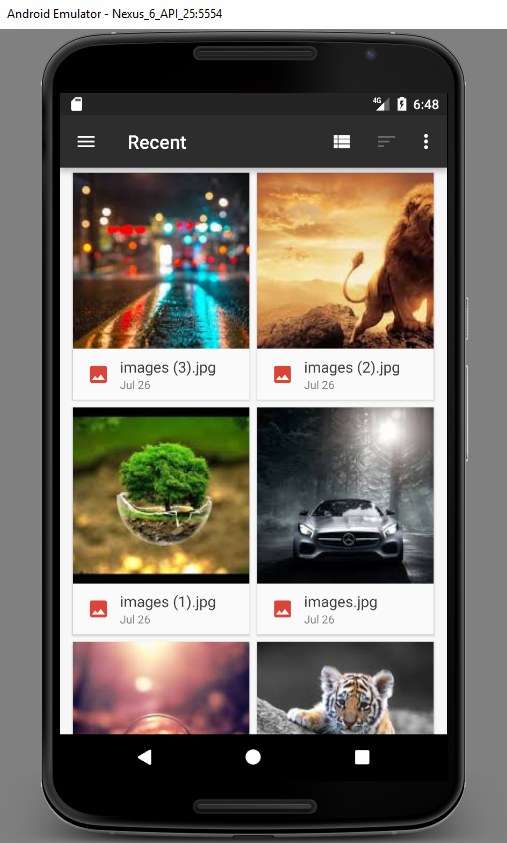 Android Emulator - Nexus_6_API_25:5554
4G 6:48
Recent
images (3).jpg
Jul 26
images (2).jpg
Jul 26
images (1).jpg
Jul 26
images.jpg
Jul 26